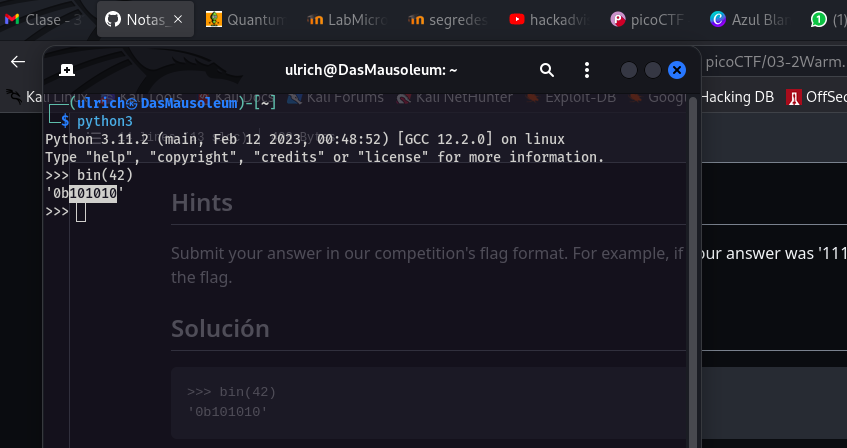 Clase - 3
Notas_
Quantum
LabMicro
segredes
hackadvi
picoCTF
Azul Blan
(1)
ulrich@DasMausoleum: ~
picoCTF/03-2Warm.
Kali Linux
Kali Tools
Kali Docs
Kali Forums
Kali NetHunter
Exploit-DB
Google Hacking DB
OffSec
┌──(ulrich㉿DasMausoleum)-[~]
└─$ python3
Python 3.11.2 (main, Feb 12 2023, 00:48:52) [GCC 12.2.0] on linux
Type "help", "copyright", "credits" or "license" for more information.
>>> bin(42)
'0b101010'
>>>
Hints
Submit your answer in our competition's flag format. For example, if your answer was '111
the flag.
Solución
>>> bin(42)
'0b101010'